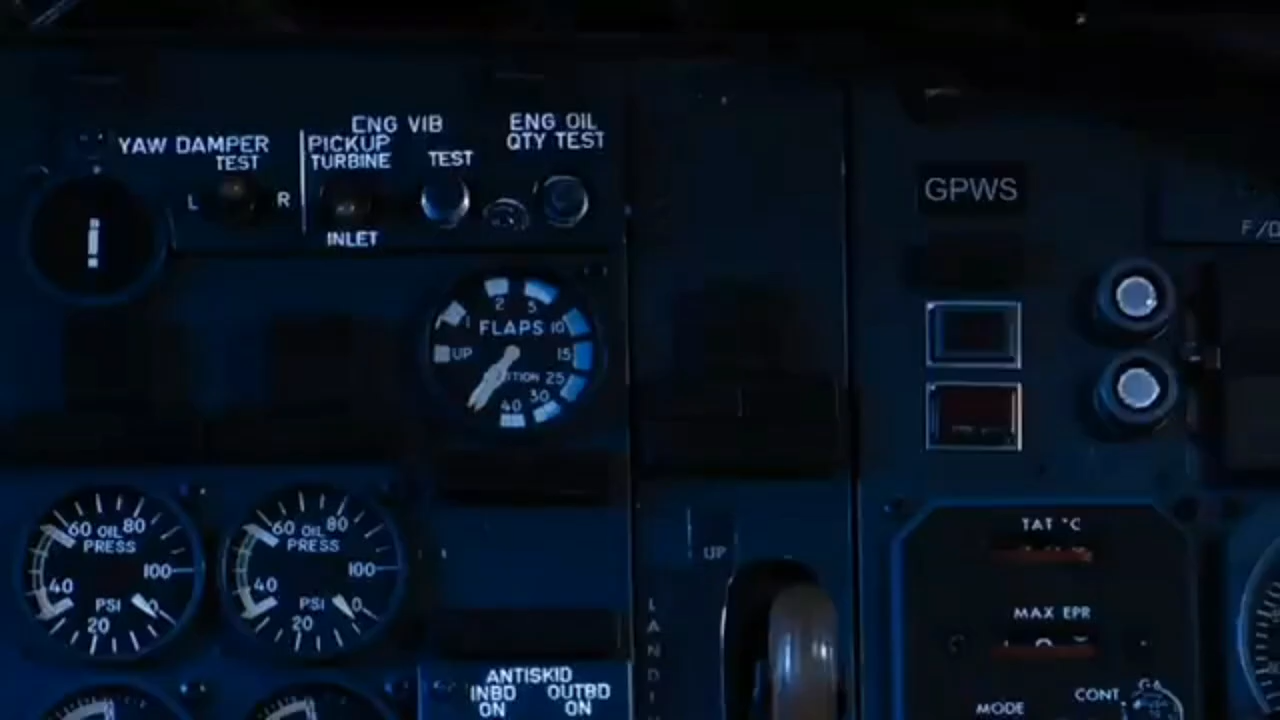 YAW DAMPER
TEST
L
R
ENG VIB
PICKUP
TURBINE
TEST
INLET
ENG OIL
QTY TEST
GPWS
F/D
FLAPS
UP
1
2
5
10
15
25
30
40
60 OIL 80
PRESS
100
40
PSI 0
20
60 OIL 80
PRESS
100
40
PSI 0
20
UP
ANTISKID
INBD OUTBD
ON ON
TAT °C
MAX EPR
MODE
CONT
GA